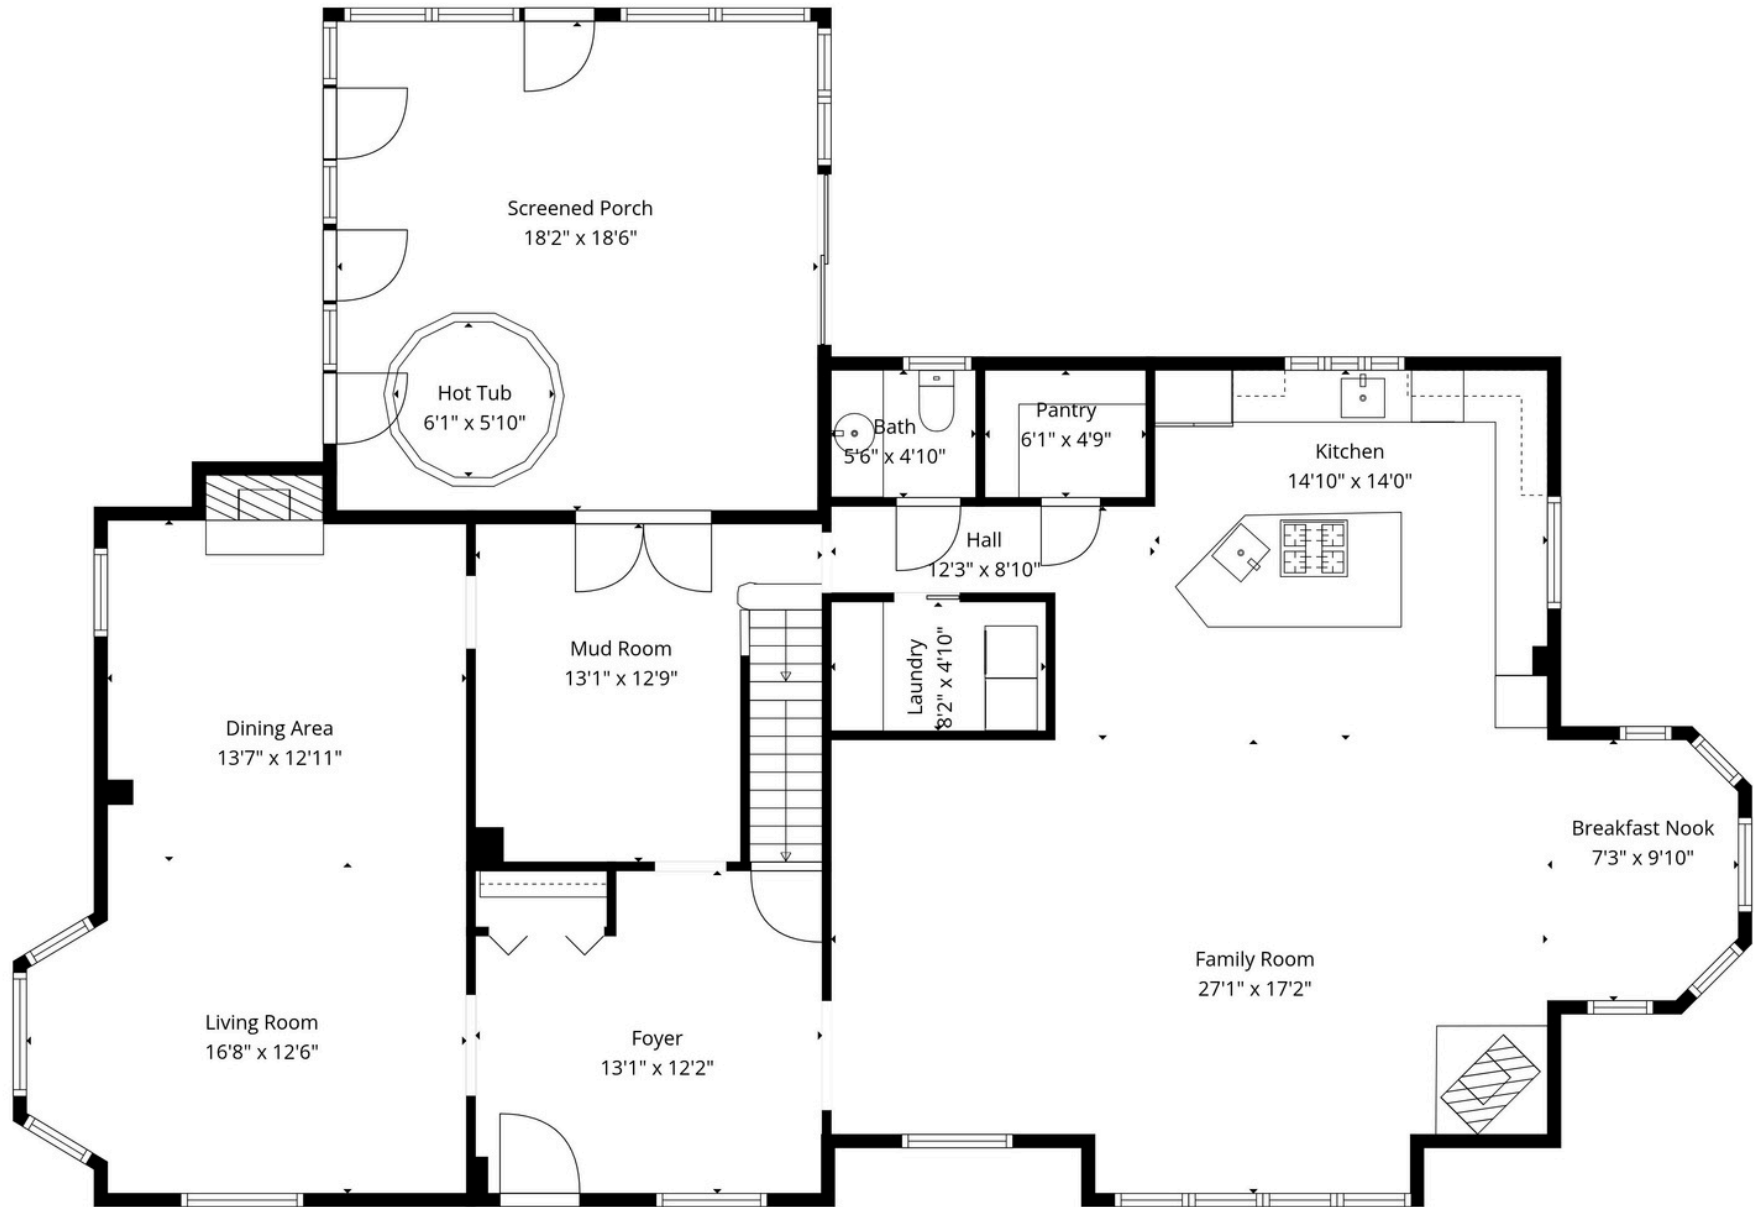 Screened Porch
18'2" x 18'6"
Hot Tub
6'1" x 5'10"
Bath
5'6" x 4'10"
Pantry
6'1" x 4'9"
Kitchen
14'10" x 14'0"
Hall
12'3" x 8'10"
Mud Room
13'1" x 12'9"
Laundry
8'2" x 4'10"
Dining Area
13'7" x 12'11"
Breakfast Nook
7'3" x 9'10"
Family Room
27'1" x 17'2"
Living Room
16'8" x 12'6"
Foyer
13'1" x 12'2"